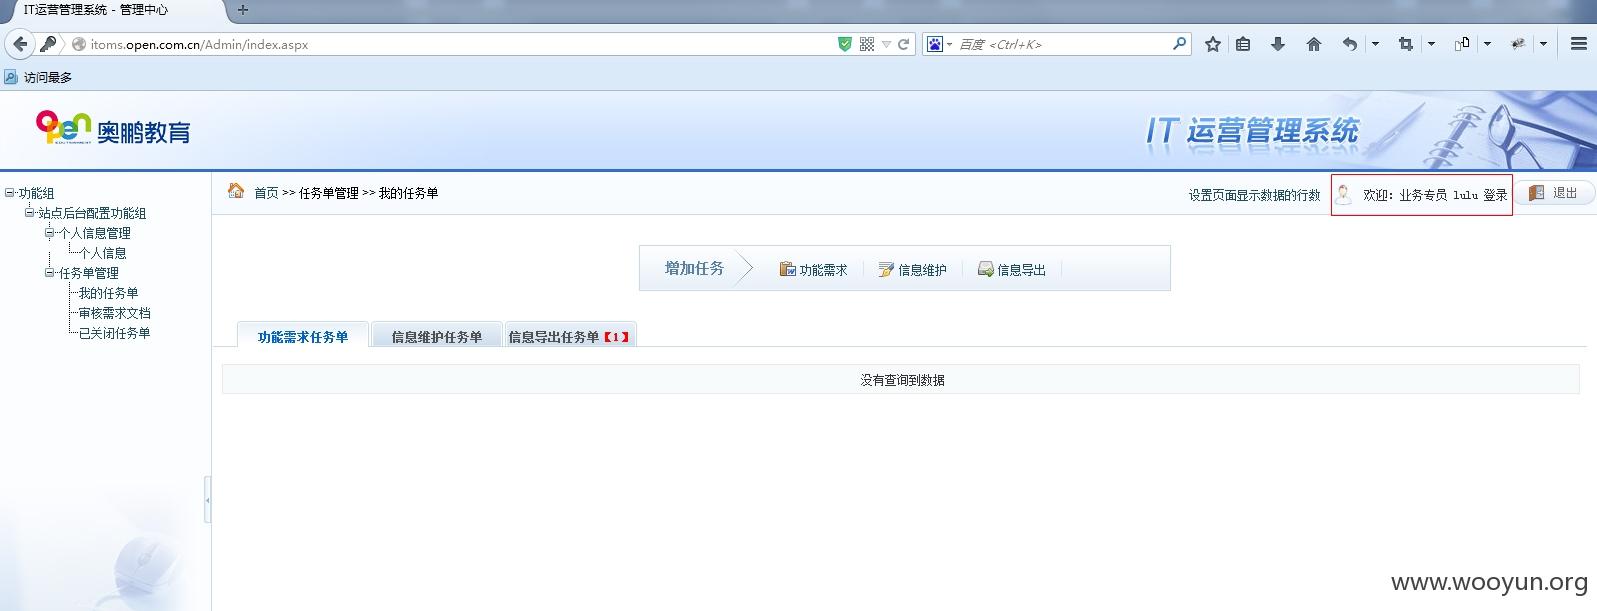 IT运营管理系统 - 管理中心
itoms.open.com.cn/Admin/index.aspx
百度 <Ctrl+K>
访问最多
open 奥鹏教育
IT 运营管理系统
首页 >> 任务单管理 >> 我的任务单
设置页面显示数据的行数
欢迎: 业务专员 lulu 登录
退出
功能组
站点后台配置功能组
个人信息管理
个人信息
任务单管理
我的任务单
审核需求文档
已关闭任务单
增加任务
功能需求
信息维护
信息导出
功能需求任务单
信息维护任务单
信息导出任务单【1】
没有查询到数据
www.wooyun.org